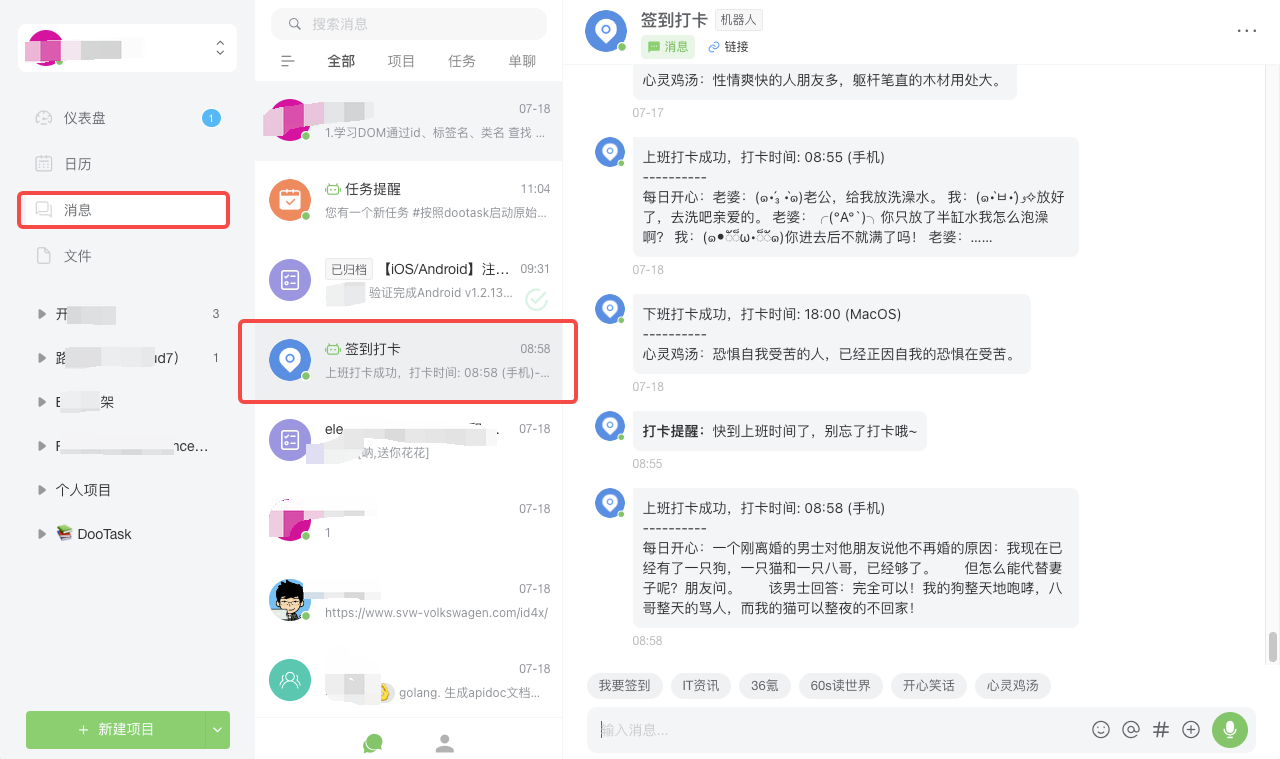 仪表盘
1
日历
消息
文件
开
3
路
ud7)
1
架
nce...
个人项目
📚 DooTask
+ 新建项目
搜索消息
全部
项目
任务
单聊
07-18
1.学习DOM通过id、标签名、类名 查找 ...
任务提醒
11:04
您有一个新任务 #按照dootask启动原始...
已归档
【iOS/Android】注...
09:31
验证完成Android v1.2.13...
签到打卡
08:58
上班打卡成功，打卡时间: 08:58 (手机)-...
ele
07-18
[呐,送你花花]
07-18
1
07-18
https://www.svw-volkswagen.com/id4x/
07-18
golang. 生成apidoc文档...
签到打卡
机器人
消息
链接
...
心灵鸡汤：性情爽快的人朋友多，躯杆笔直的木材用处大。
07-17
上班打卡成功，打卡时间: 08:55 (手机)
----------
每日开心：老婆：(๑•́ ₃ •̀๑)老公，给我放洗澡水。 我：(๑•̀ㅂ•́)و✧放好
了，去洗吧亲爱的。 老婆：╭(°A°`)╮你只放了半缸水我怎么泡澡
啊？ 我：(๑⚈ ॢ ꒳ ॢ⚈๑)你进去后不就满了吗！ 老婆：……
07-18
下班打卡成功，打卡时间: 18:00 (MacOS)
----------
心灵鸡汤：恐惧自我受苦的人，已经正因自我的恐惧在受苦。
07-18
打卡提醒：快到上班时间了，别忘了打卡哦~
08:55
上班打卡成功，打卡时间: 08:58 (手机)
----------
每日开心：一个刚离婚的男士对他朋友说他不再婚的原因：我现在已
经有了一只狗，一只猫和一只八哥，已经够了。 但怎么能代替妻
子呢？朋友问。 该男士回答：完全可以！我的狗整天地咆哮，八
哥整天的骂人，而我的猫可以整夜的不回家！
08:58
我要签到
IT资讯
36氪
60s读世界
开心笑话
心灵鸡汤
输入消息...